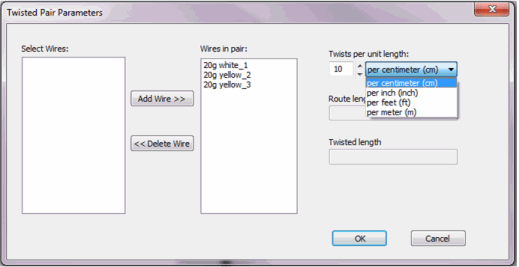 Twisted Pair Parameters
Select Wires:
Wires in pair:
Twists per unit length:
20g white_1
20g yellow_2
20g yellow_3
10
per centimeter (cm)
per centimeter (cm)
per inch (inch)
per feet (ft)
per meter (m)
Add Wire >>
Route leng
<< Delete Wire
Twisted length
OK
Cancel